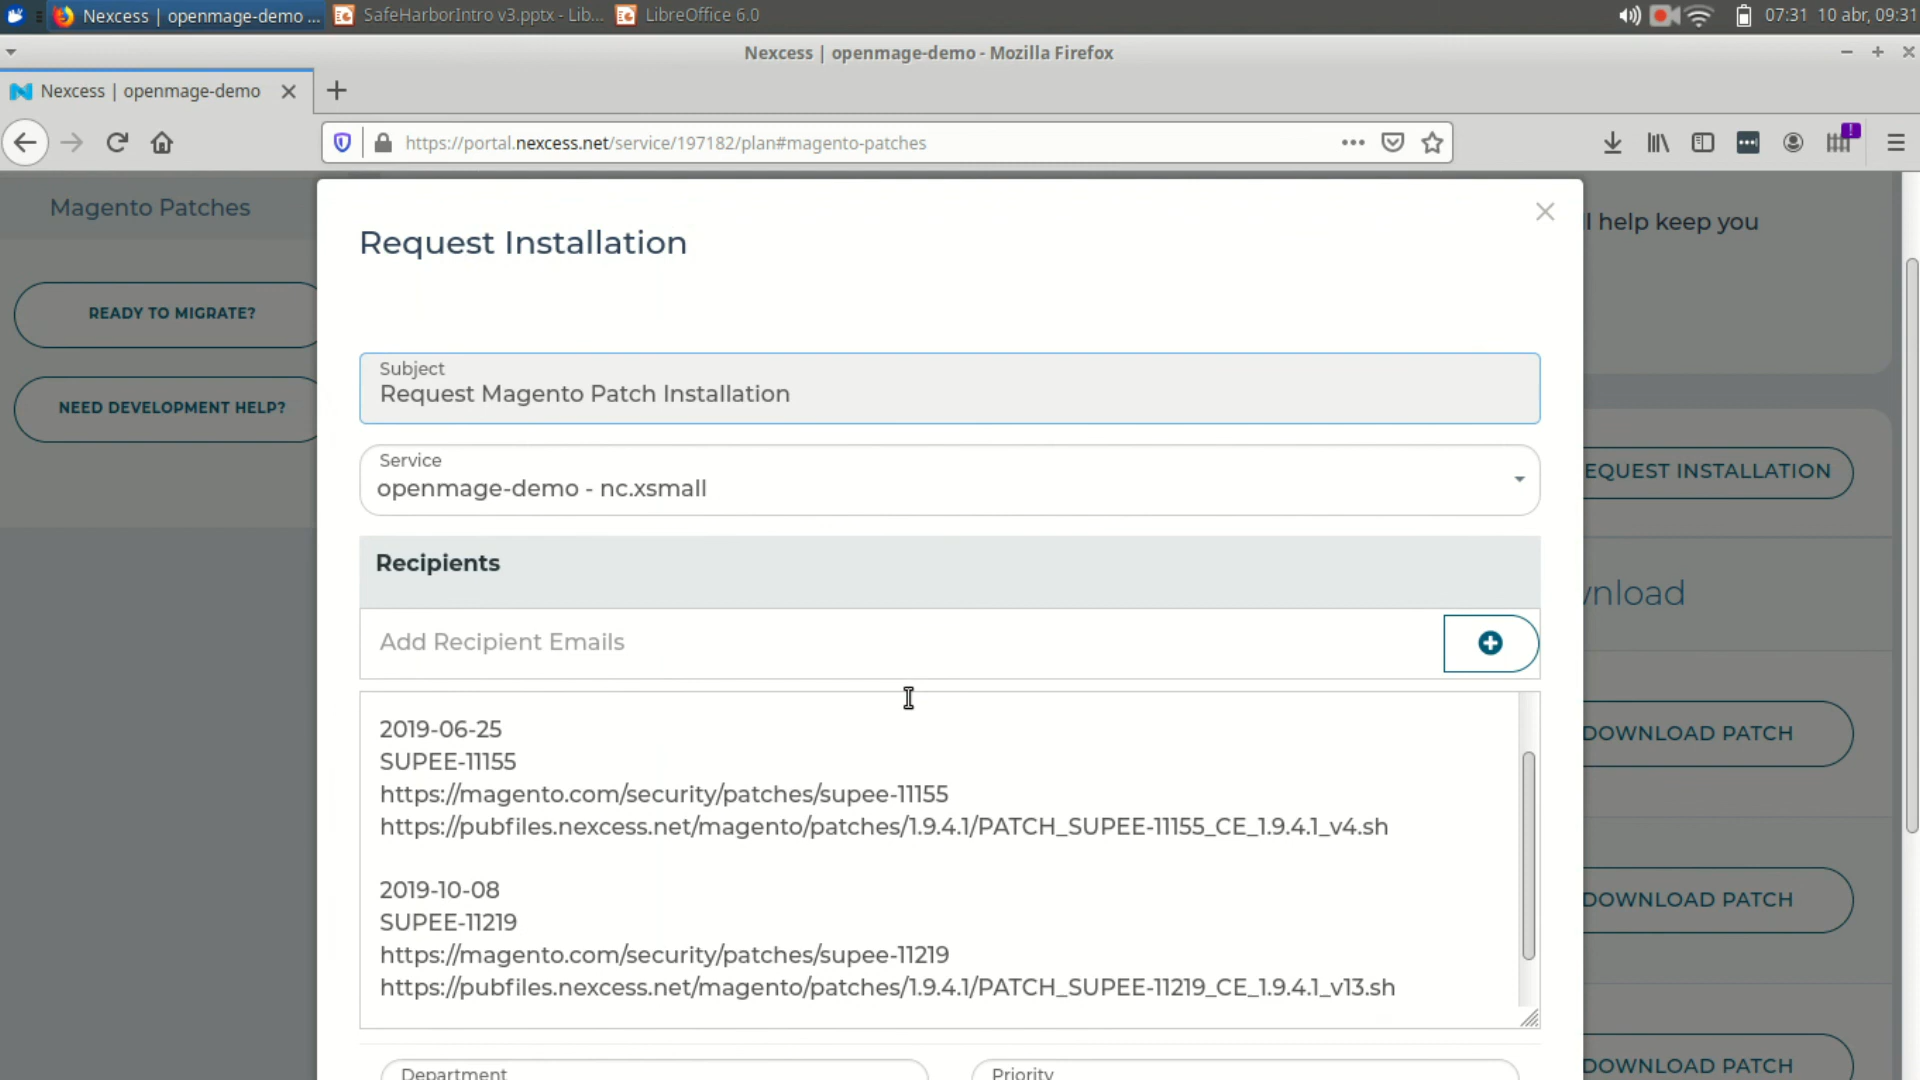 Nexcess | openmage-demo ...
SafeHarborIntro v3.pptx - Lib...
LibreOffice 6.0
07:31 10 abr, 09:31
Nexcess | openmage-demo - Mozilla Firefox
Nexcess | openmage-demo
https://portal.nexcess.net/service/197182/plan#magento-patches
Magento Patches
ll help keep you
Request Installation
READY TO MIGRATE?
Subject
Request Magento Patch Installation
NEED DEVELOPMENT HELP?
Service
openmage-demo - nc.xsmall
EQUEST INSTALLATION
Recipients
wnload
Add Recipient Emails
2019-06-25
DOWNLOAD PATCH
SUPEE-11155
https://magento.com/security/patches/supee-11155
https://pubfiles.nexcess.net/magento/patches/1.9.4.1/PATCH_SUPEE-11155_CE_1.9.4.1_v4.sh
2019-10-08
DOWNLOAD PATCH
SUPEE-11219
https://magento.com/security/patches/supee-11219
https://pubfiles.nexcess.net/magento/patches/1.9.4.1/PATCH_SUPEE-11219_CE_1.9.4.1_v13.sh
DOWNLOAD PATCH
Department
Priority